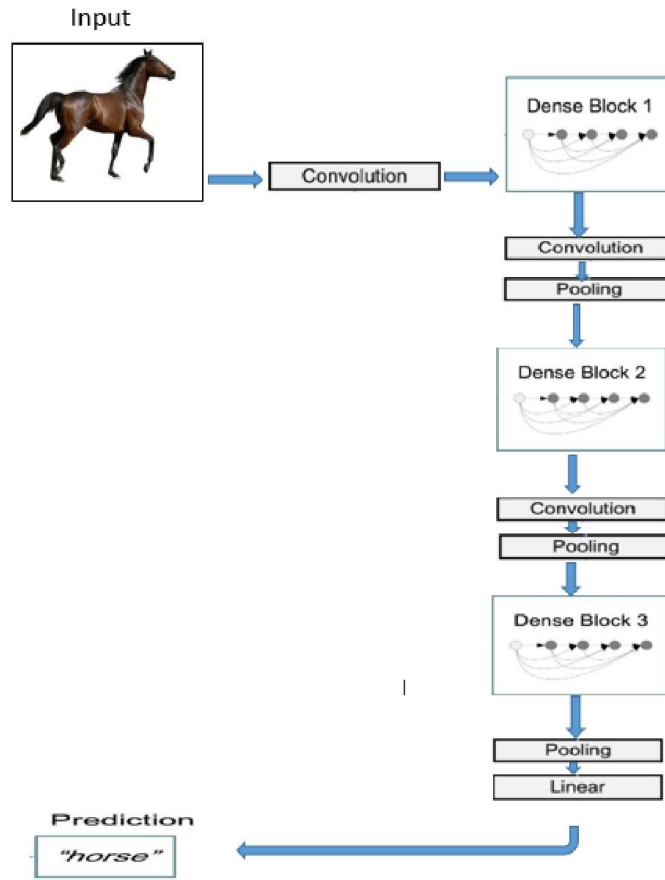 Input
Convolution
Dense Block 1
Convolution
Pooling
Dense Block 2
Convolution
Pooling
Dense Block 3
Pooling
Linear
Prediction
"horse"